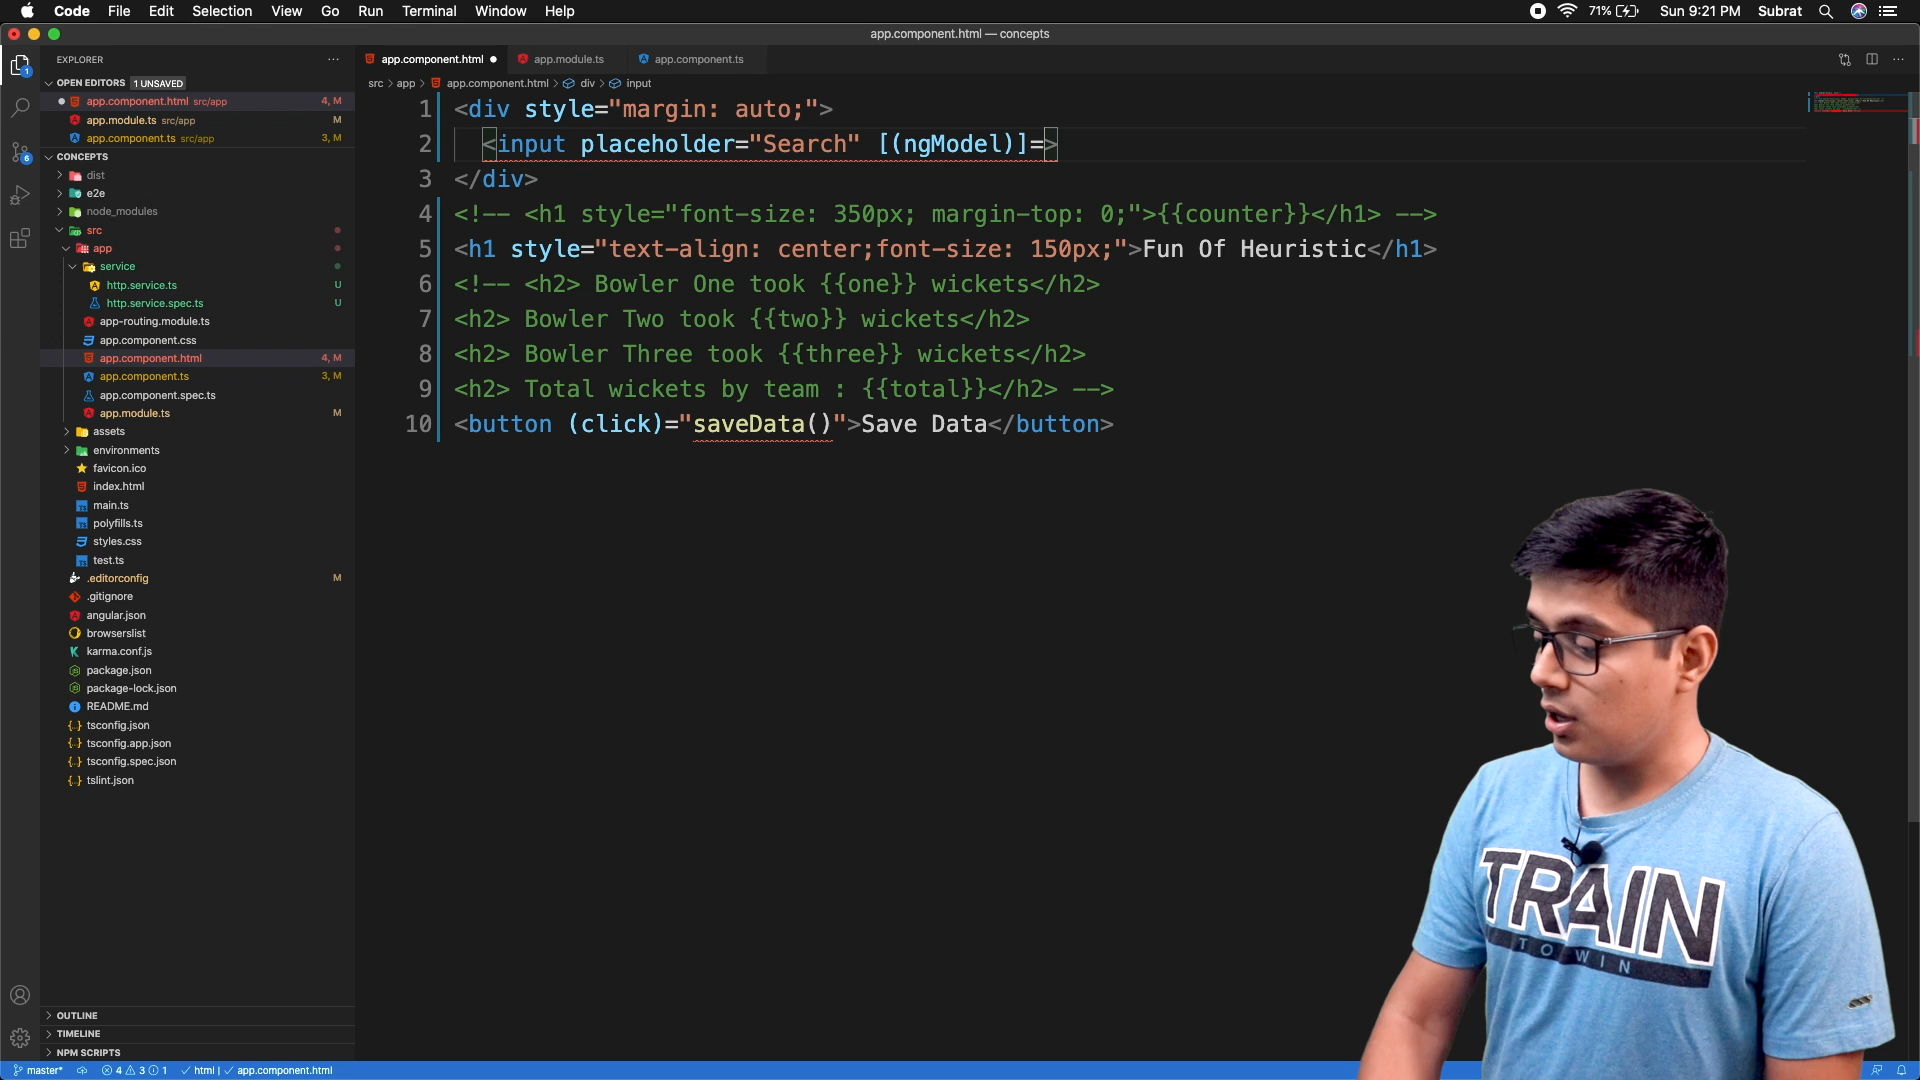 Code File Edit Selection View Go Run Terminal Window Help
71% Sun 9:21 PM Subrat
app.component.html — concepts
EXPLORER
OPEN EDITORS 1 UNSAVED
app.component.html src/app 4, M
app.module.ts src/app M
app.component.ts src/app 3, M
CONCEPTS
dist
e2e
node_modules
src
app
service
http.service.ts U
http.service.spec.ts U
app-routing.module.ts
app.component.css
app.component.html 4, M
app.component.ts 3, M
app.component.spec.ts
app.module.ts M
assets
environments
favicon.ico
index.html
main.ts
polyfills.ts
styles.css
test.ts
.editorconfig M
.gitignore
angular.json
browserslist
karma.conf.js
package.json
package-lock.json
README.md
tsconfig.json
tsconfig.app.json
tsconfig.spec.json
tslint.json
OUTLINE
TIMELINE
NPM SCRIPTS
app.component.html app.module.ts app.component.ts
src > app > app.component.html > div > input
1 <div style="margin: auto;">
2 <input placeholder="Search" [(ngModel)]=>
3 </div>
4 <!-- <h1 style="font-size: 350px; margin-top: 0;">{{counter}}</h1> -->
5 <h1 style="text-align: center;font-size: 150px;">Fun Of Heuristic</h1>
6 <!-- <h2> Bowler One took {{one}} wickets</h2>
7 <h2> Bowler Two took {{two}} wickets</h2>
8 <h2> Bowler Three took {{three}} wickets</h2>
9 <h2> Total wickets by team : {{total}}</h2> -->
10 <button (click)="saveData()">Save Data</button>
TRAIN
TO WIN
master* 4 3 1 html | app.component.html
1
6